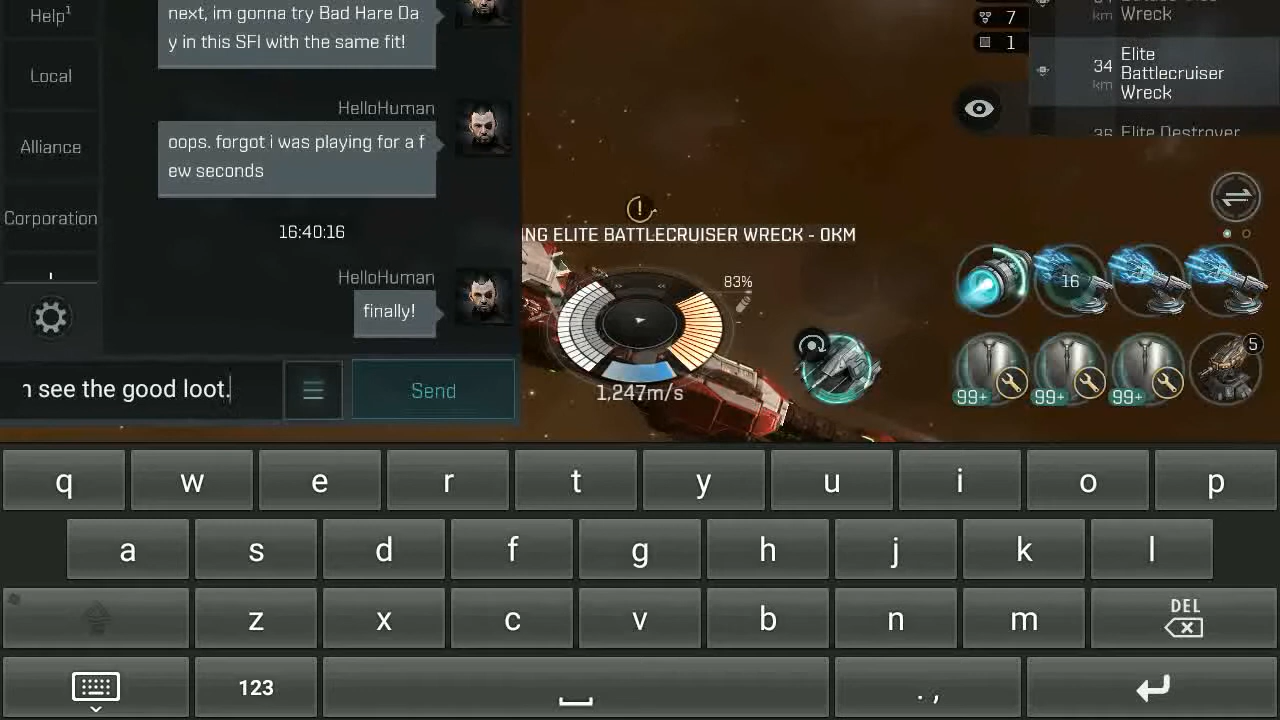 Help¹
Local
Alliance
Corporation
next, im gonna try Bad Hare Da
y in this SFI with the same fit!
HelloHuman
oops. forgot i was playing for a f
ew seconds
16:40:16
HelloHuman
finally!
see the good loot.
Send
7
1
km
Wreck
34
km
Elite
Battlecruiser
Wreck
Elite Destroyer
ING ELITE BATTLECRUISER WRECK - 0KM
83%
1,247m/s
16
5
99+ 99+ 99+
q w e r t y u i o p
a s d f g h j k l
z x c v b n m DEL
123 . ,